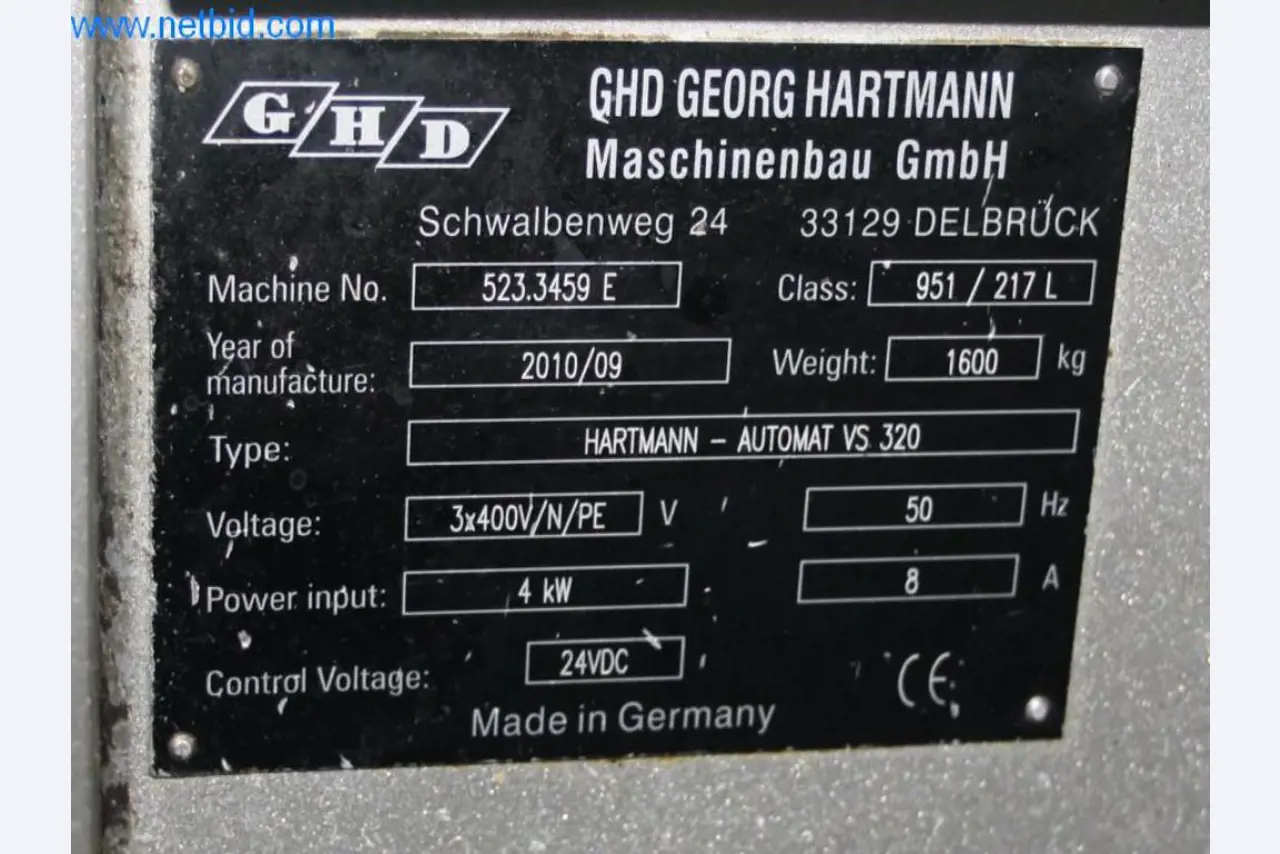 www.netbid.com
GHD
GHD GEORG HARTMANN
Maschinenbau GmbH
Schwalbenweg 24 33129 DELBRÜCK
Machine No. 523.3459 E Class: 951 / 217 L
Year of
manufacture: 2010/09 Weight: 1600 kg
Type: HARTMANN - AUTOMAT VS 320
Voltage: 3x400V/N/PE V 50 Hz
Power input: 4 kW 8 A
Control Voltage: 24VDC
CE
Made in Germany